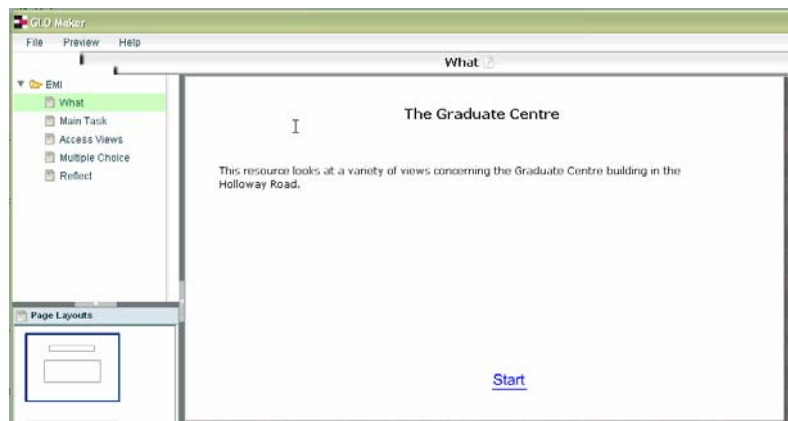 GLO Maker
File Preview Help
What
EMI
What
Main Task
Access Views
Multiple Choice
Reflect
The Graduate Centre
This resource looks at a variety of views concerning the Graduate Centre building in the
Holloway Road.
Page Layouts
Start